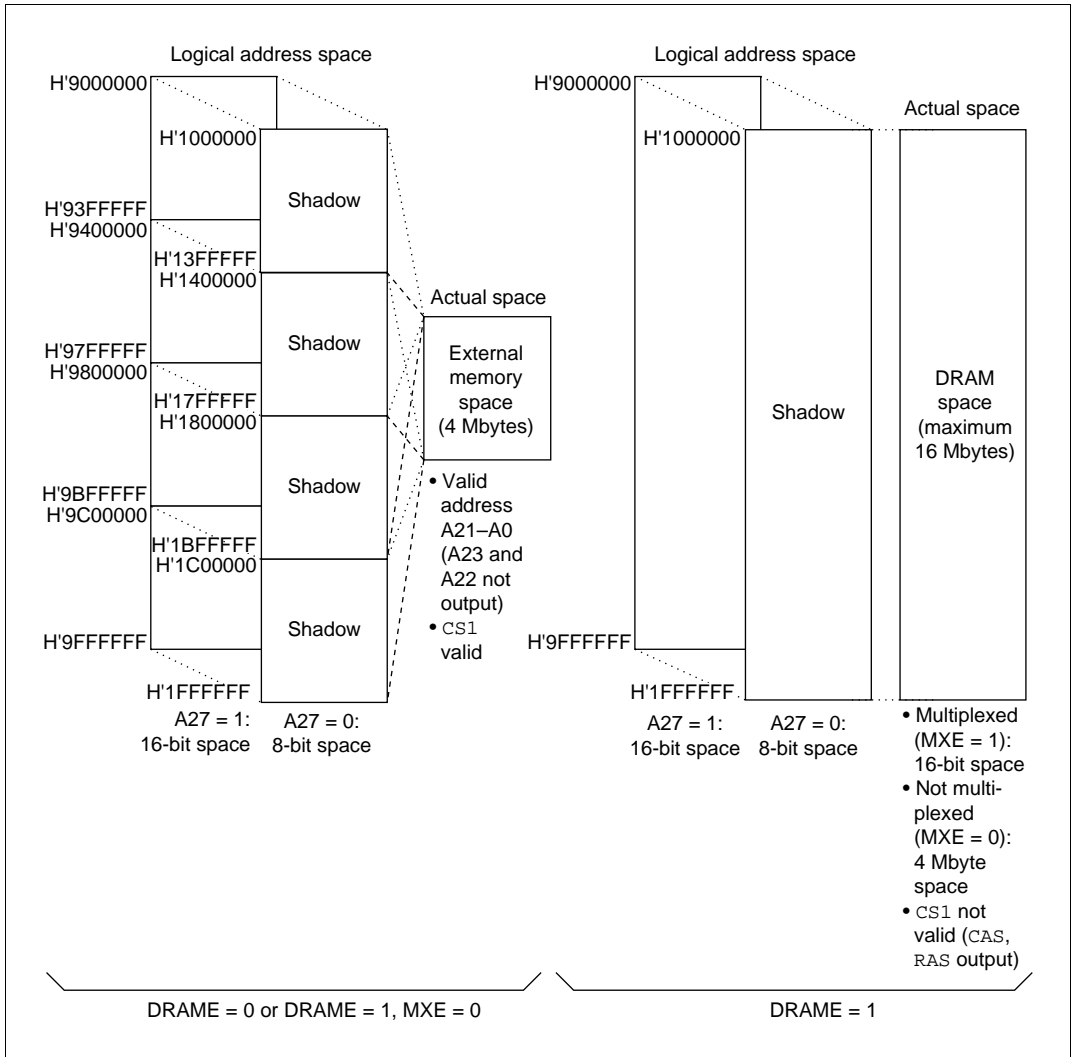 Logical address space
H'9000000
H'1000000
Shadow
H'93FFFFF
H'9400000
H'13FFFFF
H'1400000
Shadow
H'97FFFFF
H'9800000
H'17FFFFF
H'1800000
Shadow
H'9BFFFFF
H'9C00000
H'1BFFFFF
H'1C00000
Shadow
H'9FFFFFF
H'1FFFFFF
A27 = 1:
16-bit space
A27 = 0:
8-bit space
Actual space
External
memory
space
(4 Mbytes)
• Valid
address
A21–A0
(A23 and
A22 not
output)
• CS1
valid
DRAME = 0 or DRAME = 1, MXE = 0
Logical address space
H'9000000
H'1000000
Shadow
H'9FFFFFF
H'1FFFFFF
A27 = 1:
16-bit space
A27 = 0:
8-bit space
Actual space
DRAM
space
(maximum
16 Mbytes)
• Multiplexed
(MXE = 1):
16-bit space
• Not multi-
plexed
(MXE = 0):
4 Mbyte
space
• CS1 not
valid (CAS,
RAS output)
DRAME = 1